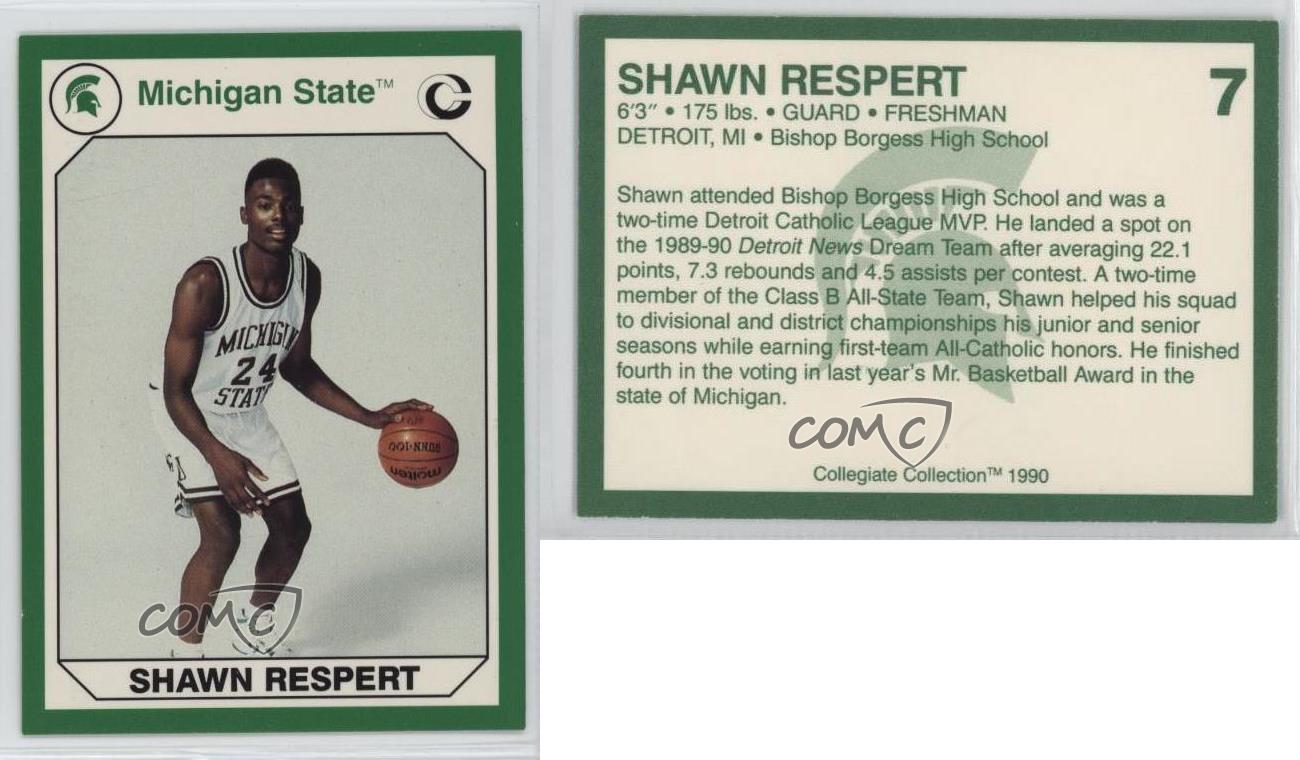 Michigan State™
MICHIGAN
24
STATE
molten
COMC
SHAWN RESPERT
SHAWN RESPERT
7
6'3" • 175 lbs. • GUARD • FRESHMAN
DETROIT, MI • Bishop Borgess High School
Shawn attended Bishop Borgess High School and was a
two-time Detroit Catholic League MVP. He landed a spot on
the 1989-90 Detroit News Dream Team after averaging 22.1
points, 7.3 rebounds and 4.5 assists per contest. A two-time
member of the Class B All-State Team, Shawn helped his squad
to divisional and district championships his junior and senior
seasons while earning first-team All-Catholic honors. He finished
fourth in the voting in last year's Mr. Basketball Award in the
state of Michigan.
COMC
Collegiate Collection™ 1990